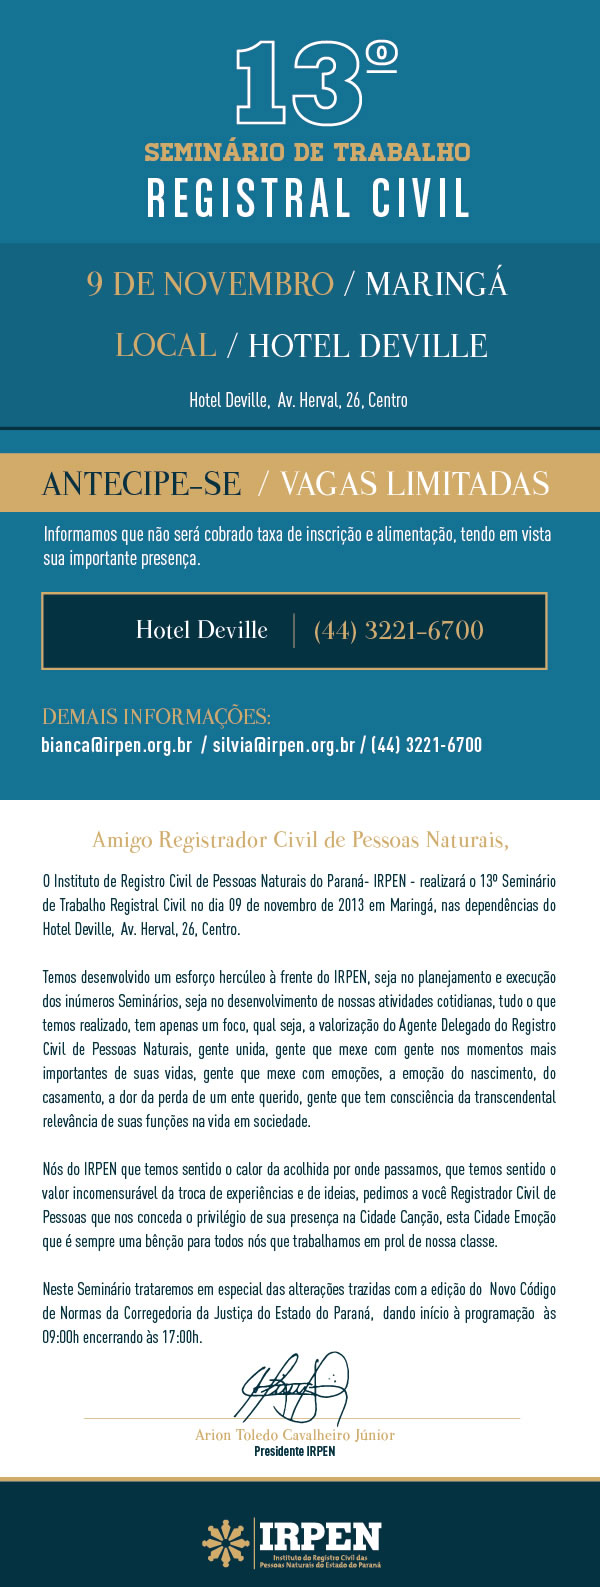 13º
SEMINÁRIO DE TRABALHO
REGISTRAL CIVIL
9 DE NOVEMBRO / MARINGÁ
LOCAL / HOTEL DEVILLE
Hotel Deville, Av. Herval, 26, Centro
ANTECIPE-SE / VAGAS LIMITADAS
Informamos que não será cobrado taxa de inscrição e alimentação, tendo em vista
sua importante presença.
Hotel Deville | (44) 3221-6700
DEMAIS INFORMAÇÕES:
bianca@irpen.org.br / silvia@irpen.org.br / (44) 3221-6700
Amigo Registrador Civil de Pessoas Naturais,
O Instituto de Registro Civil de Pessoas Naturais do Paraná- IRPEN - realizará o 13º Seminário
de Trabalho Registral Civil no dia 09 de novembro de 2013 em Maringá, nas dependências do
Hotel Deville, Av. Herval, 26, Centro.
Temos desenvolvido um esforço hercúleo à frente do IRPEN, seja no planejamento e execução
dos inúmeros Seminários, seja no desenvolvimento de nossas atividades cotidianas, tudo o que
temos realizado, tem apenas um foco, qual seja, a valorização do Agente Delegado do Registro
Civil de Pessoas Naturais, gente unida, gente que mexe com gente nos momentos mais
importantes de suas vidas, gente que mexe com emoções, a emoção do nascimento, do
casamento, a dor da perda de um ente querido, gente que tem consciência da transcendental
relevância de suas funções na vida em sociedade.
Nós do IRPEN que temos sentido o calor da acolhida por onde passamos, que temos sentido o
valor incomensurável da troca de experiências e de ideias, pedimos a você Registrador Civil de
Pessoas que nos conceda o privilégio de sua presença na Cidade Canção, esta Cidade Emoção
que é sempre uma bênção para todos nós que trabalhamos em prol de nossa classe.
Neste Seminário trataremos em especial das alterações trazidas com a edição do Novo Código
de Normas da Corregedoria da Justiça do Estado do Paraná, dando início à programação às
09:00h encerrando às 17:00h.
Arion Toledo Cavalheiro Júnior
Presidente IRPEN
IRPEN
Instituto do Registro Civil das
Pessoas Naturais do Estado do Paraná